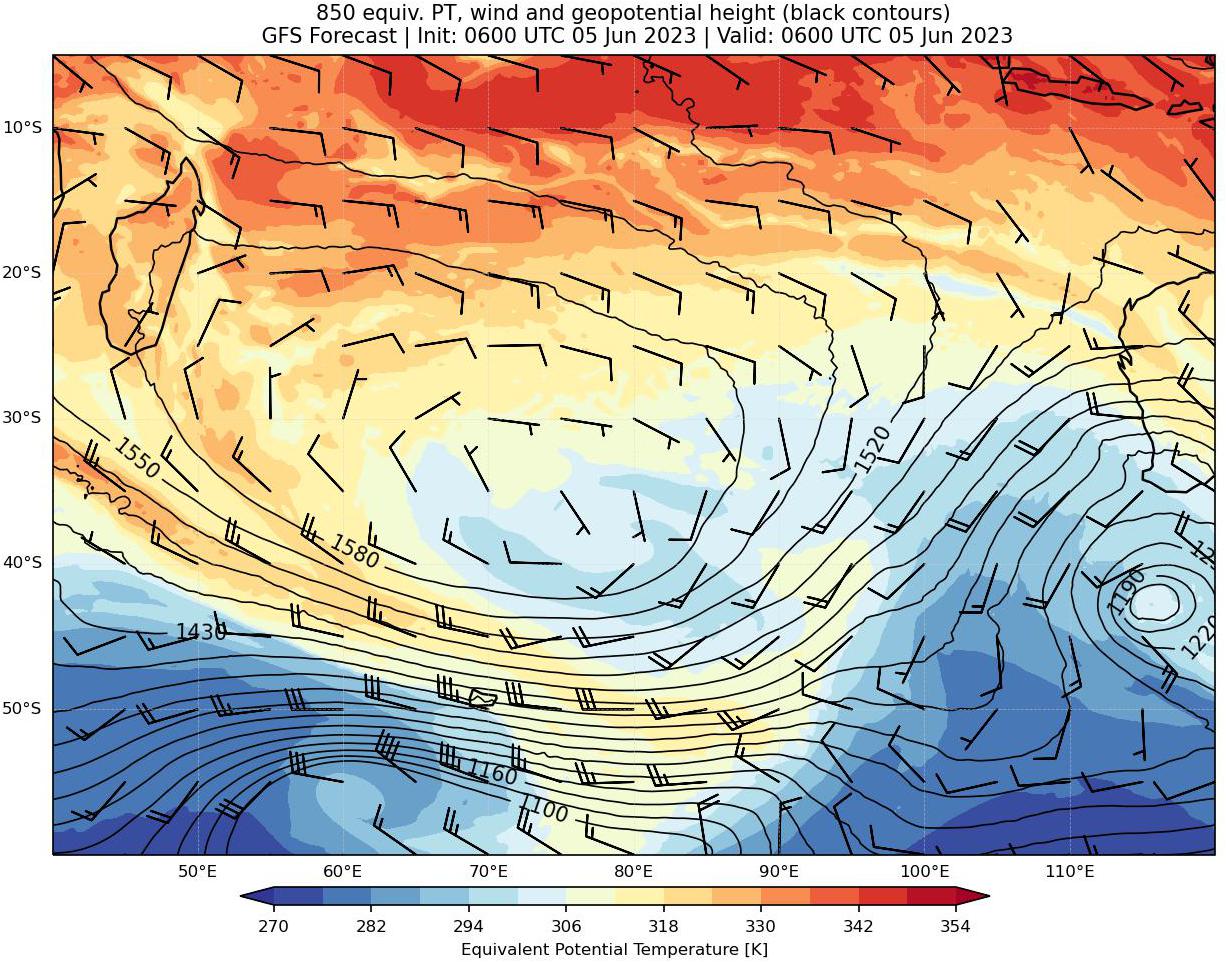 850 equiv. PT, wind and geopotential height (black contours)
GFS Forecast | Init: 0600 UTC 05 Jun 2023 | Valid: 0600 UTC 05 Jun 2023
10°S
20°S
30°S
1550
1520
1580
40°S
1190
1430
1220
50°S
1160
1100
50°E 60°E 70°E 80°E 90°E 100°E 110°E
270 282 294 306 318 330 342 354
Equivalent Potential Temperature [K]